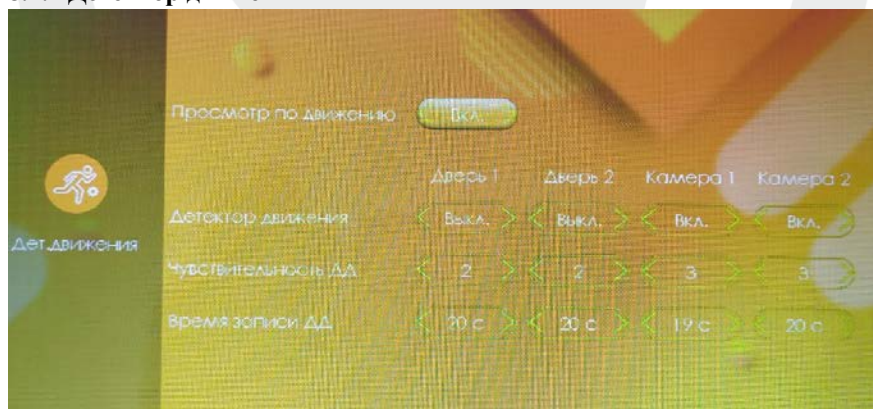 Просмотр по движению Вкл.
Дверь 1 Дверь 2 Камера 1 Камера 2
Детектор движения Выкл. Выкл. Вкл. Вкл.
Дет.движения
Чувствительность ДД 2 2 3 3
Время записи ДД 20 с 20 с 19 с 20 с